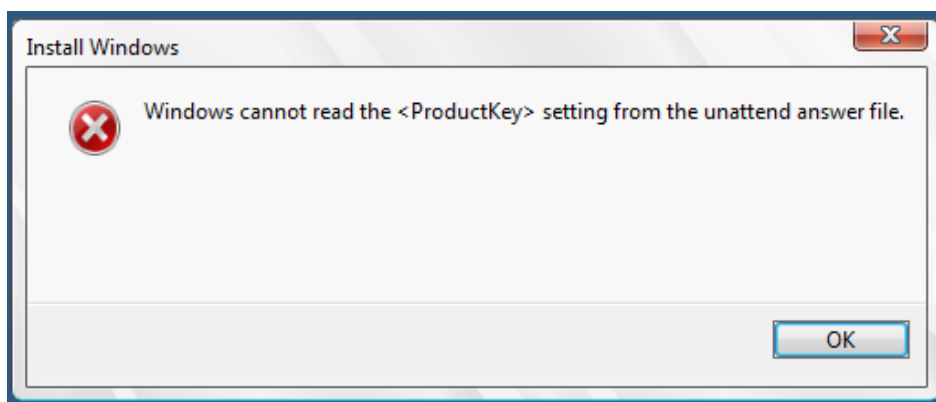 Install Windows
Windows cannot read the <ProductKey> setting from the unattend answer file.
OK